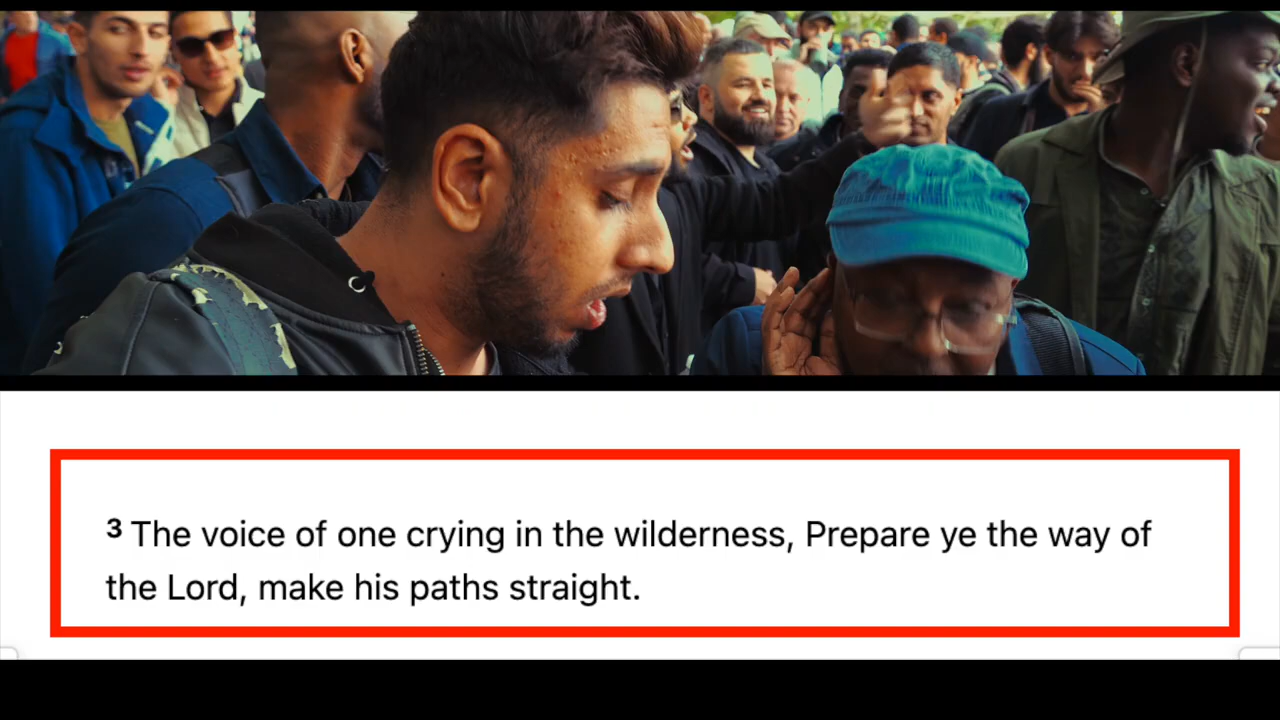 3 The voice of one crying in the wilderness, Prepare ye the way of
the Lord, make his paths straight.